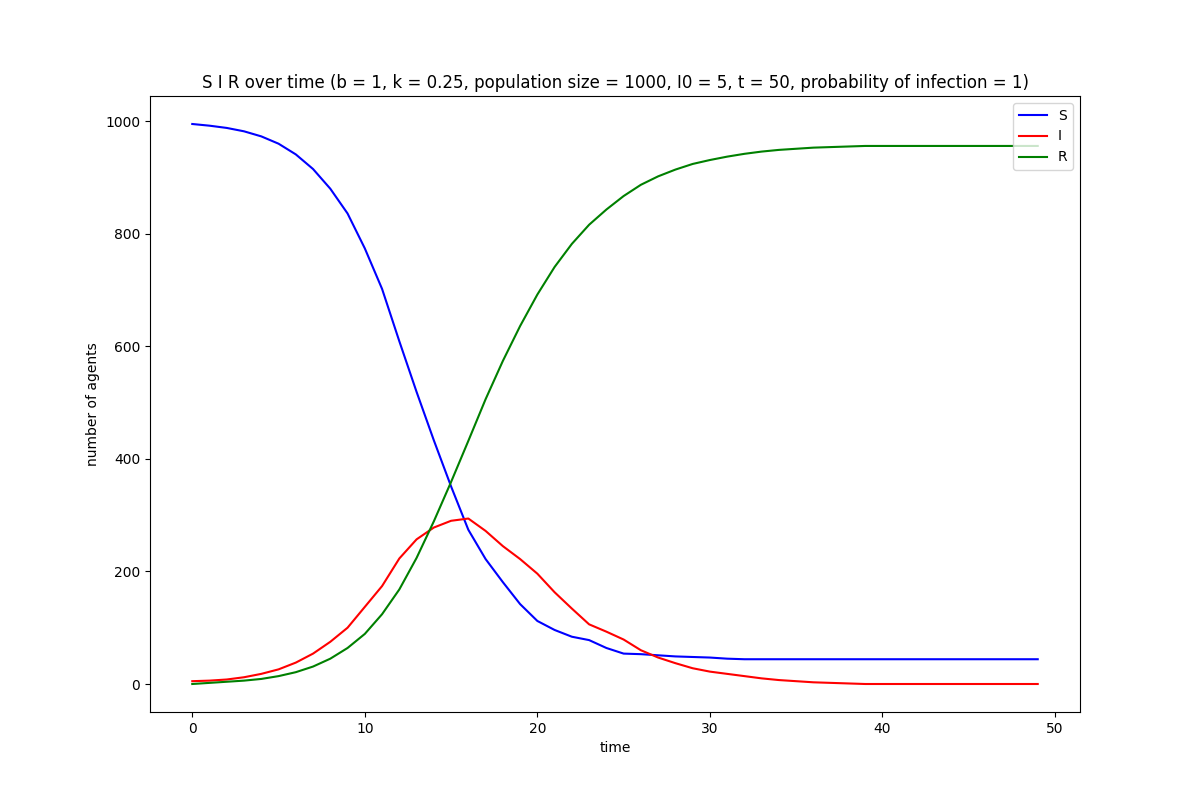 S I R over time (b = 1, k = 0.25, population size = 1000, I0 = 5, t = 50, probability of infection = 1)
S
I
R
1000
800
600
400
200
0
number of agents
0
10
20
30
40
50
time